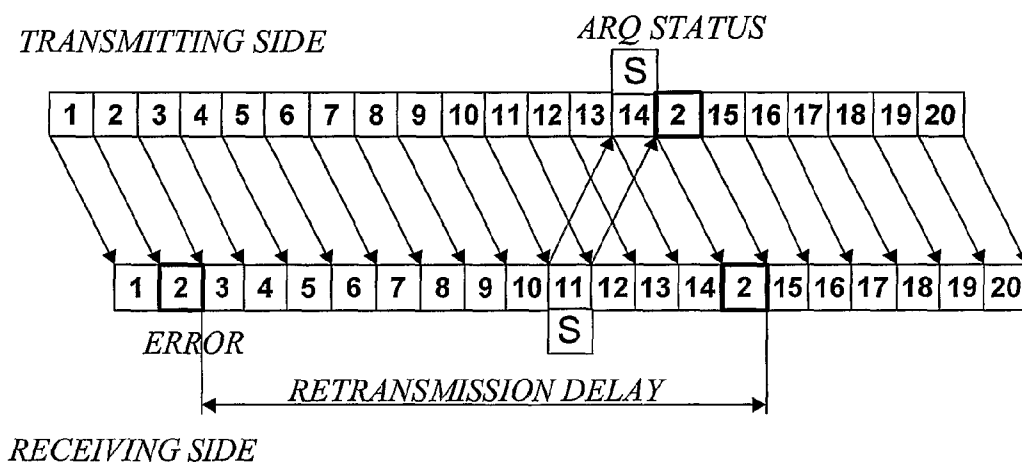 TRANSMITTING SIDE
ARQ STATUS
S
1 2 3 4 5 6 7 8 9 10 11 12 13 14 2 15 16 17 18 19 20
1 2 3 4 5 6 7 8 9 10 11 12 13 14 2 15 16 17 18 19 20
S
ERROR
RETRANSMISSION DELAY
RECEIVING SIDE